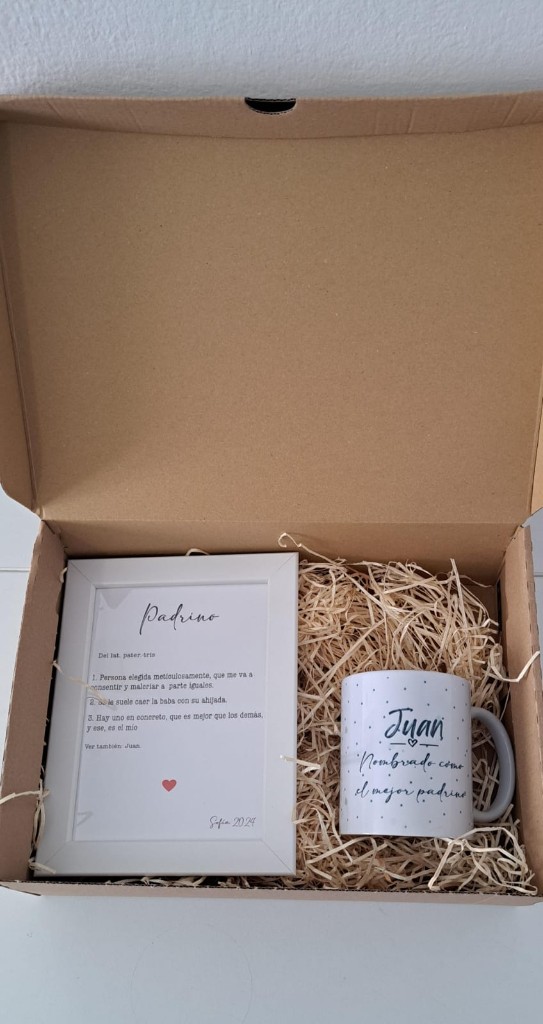 Padrino
Del lat. pater-tris
1. Persona elegida meticulosamente, que me va a
consentir y malcriar a parte iguales.
2. Se le suele caer la baba con su ahijada.
3. Hay uno en concreto, que es mejor que los demás,
y ese, es el mío
Ver también: Juan
Sofía 2024
Juan
Nombrado como
el mejor padrino